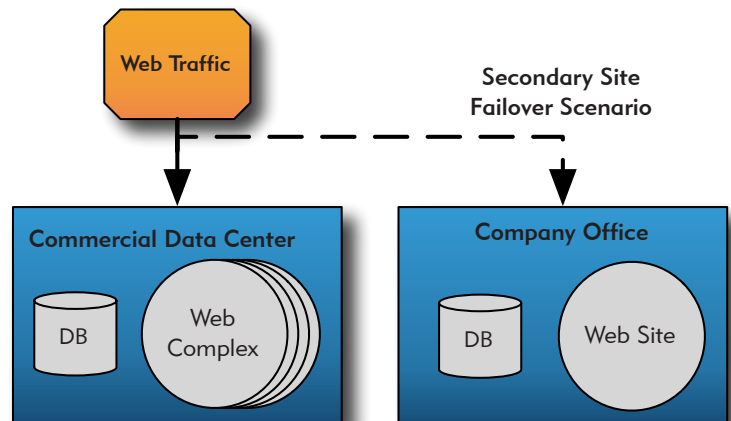 Web Traffic
Secondary Site
Failover Scenario
Commercial Data Center
DB
Web
Complex
Company Office
DB
Web Site